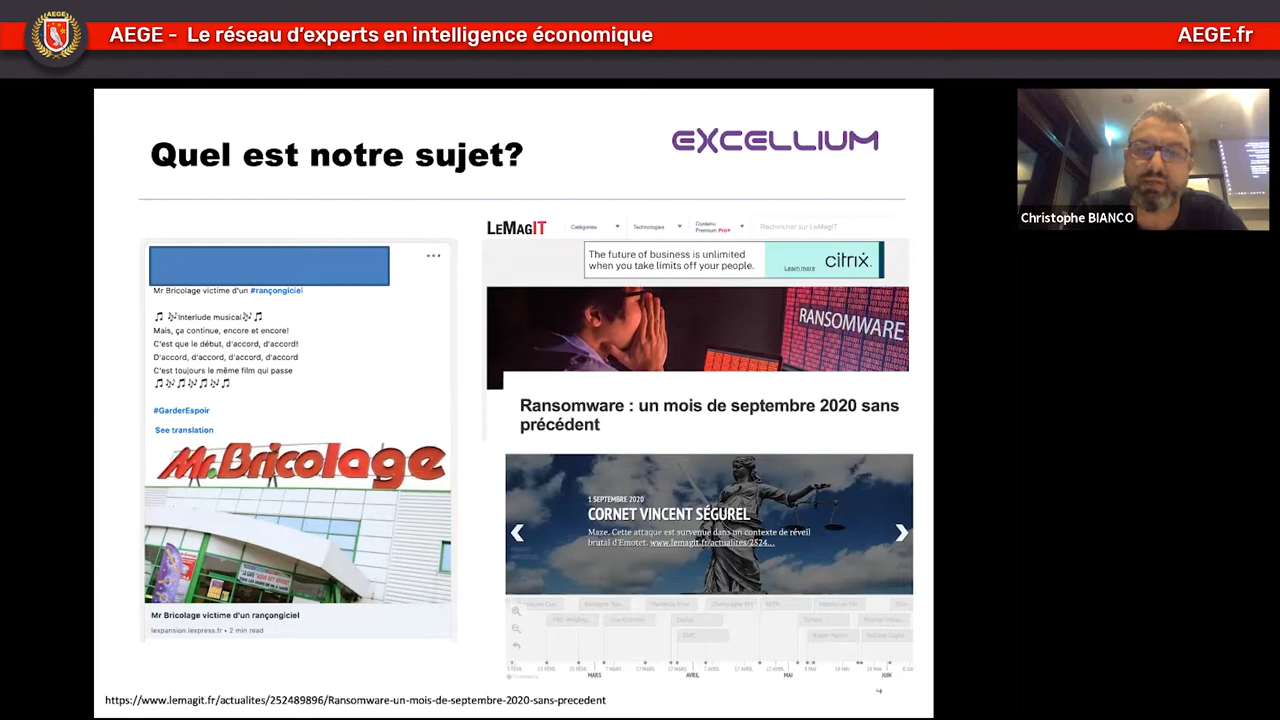 AEGE
AEGE - Le réseau d'experts en intelligence économique
AEGE.fr
Quel est notre sujet?
EXCELLIUM
Christophe BIANCO
Mr Bricolage victime d'un #rançongiciel
🎵 🎶Interlude musical🎶 🎵
Mais, ça continue, encore et encore!
C'est que le début, d'accord, d'accord!
D'accord, d'accord, d'accord, d'accord
C'est toujours le même film qui passe
🎵🎶🎵🎶🎵🎶🎵
#GarderEspoir
See translation
Mr.Bricolage
Mr Bricolage victime d'un rançongiciel
lexpansion.lexpress.fr • 2 min read
LEMAGIT
Catégories
Technologies
Contenu
Premium Pro+
Rechercher sur LeMagIT
The future of business is unlimited
when you take limits off your people.
Learn more
citrix.
RANSOMWARE
Ransomware : un mois de septembre 2020 sans
précédent
1 SEPTEMBRE 2020
CORNET VINCENT SÉGUREL
Maze. Cette attaque est survenue dans un contexte de réveil
brutal d'Emotet. www.lemagit.fr/actualites/2524...
MARS
AVRIL
MAI
JUIN
https://www.lemagit.fr/actualites/252489896/Ransomware-un-mois-de-septembre-2020-sans-precedent